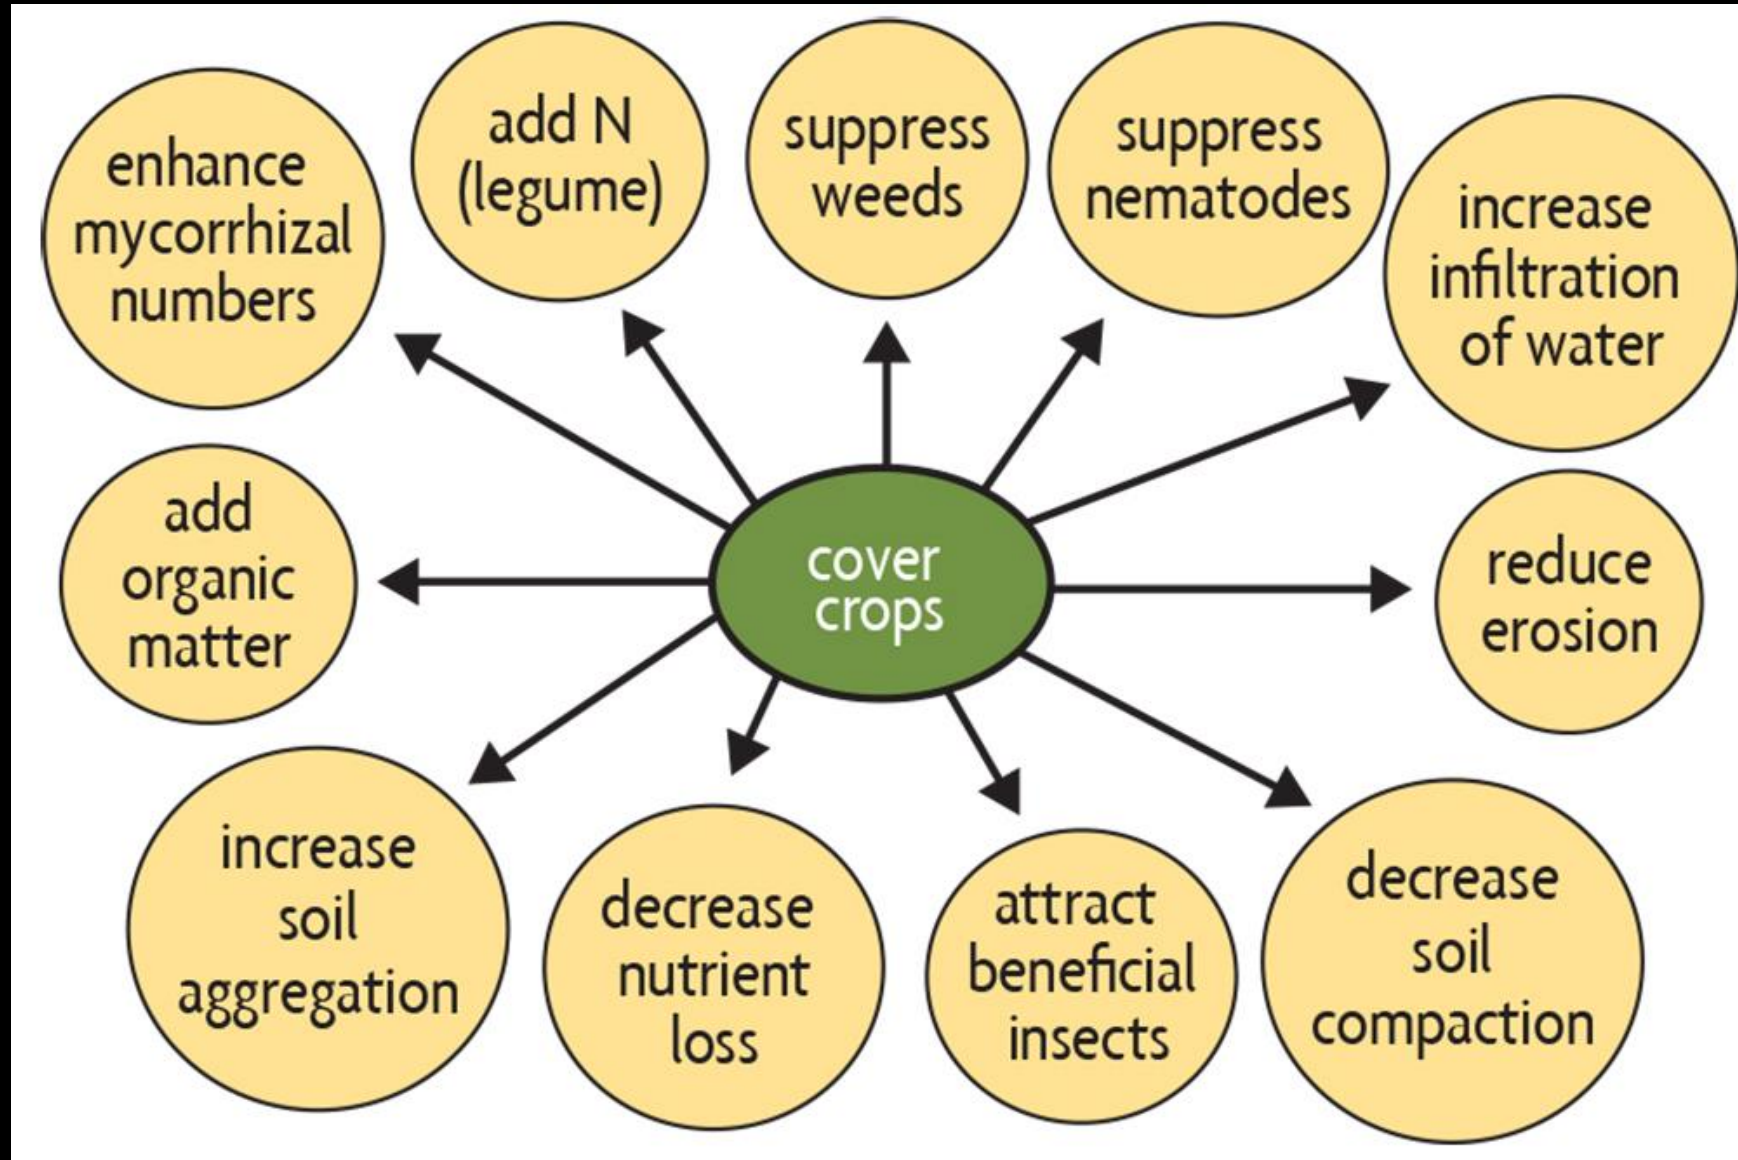 enhance
mycorrhizal
numbers
add N
(legume)
suppress
weeds
suppress
nematodes
increase
infiltration
of water
add
organic
matter
cover
crops
reduce
erosion
increase
soil
aggregation
decrease
nutrient
loss
attract
beneficial
insects
decrease
soil
compaction